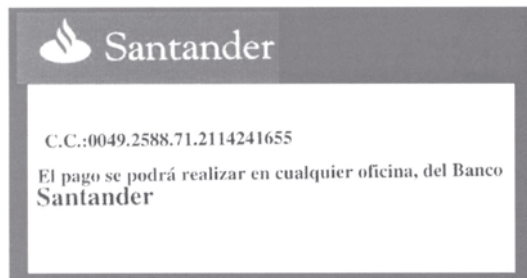 Santander
C.C.:0049.2588.71.2114241655
El pago se podrá realizar en cualquier oficina, del Banco
Santander